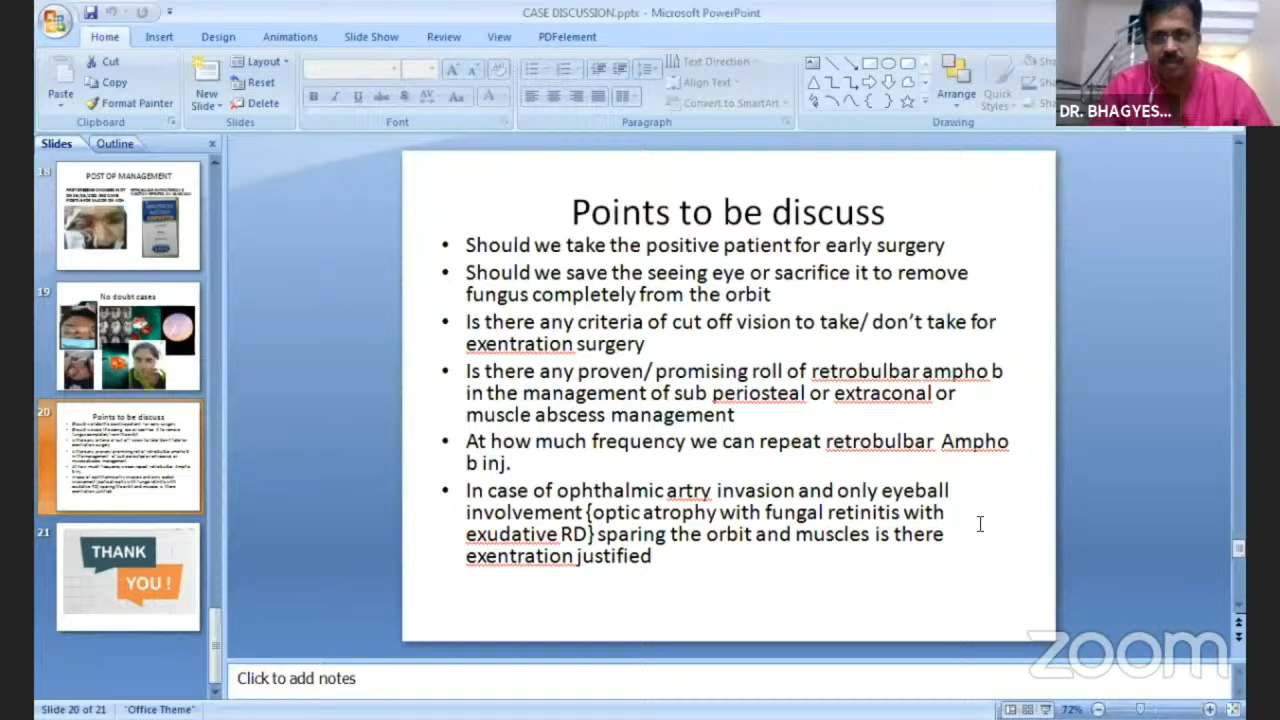 CASE DISCUSSION.pptx - Microsoft PowerPoint
Home Insert Design Animations Slide Show Review View PDFelement
Cut
Copy
Format Painter
Paste
Clipboard
New Slide
Layout
Reset
Delete
Slides
B I U abc S AV Aa A
Font
Paragraph
Text Direction
Align Text
Convert to SmartArt
Arrange
Quick Styles
Drawing
DR. BHAGYES...
Slides Outline x
18
POST OP MANAGEMENT
19
No doubt cases
20
Points to be discuss
21
THANK
YOU !
Points to be discuss
• Should we take the positive patient for early surgery
• Should we save the seeing eye or sacrifice it to remove
fungus completely from the orbit
• Is there any criteria of cut off vision to take/ don’t take for
exentration surgery
• Is there any proven/ promising roll of retrobulbar ampho b
in the management of sub periosteal or extraconal or
muscle abscess management
• At how much frequency we can repeat retrobulbar Ampho
b inj.
• In case of ophthalmic artry invasion and only eyeball
involvement {optic atrophy with fungal retinitis with
exudative RD} sparing the orbit and muscles is there
exentration justified
zoom
Click to add notes
Slide 20 of 21 "Office Theme" 72%